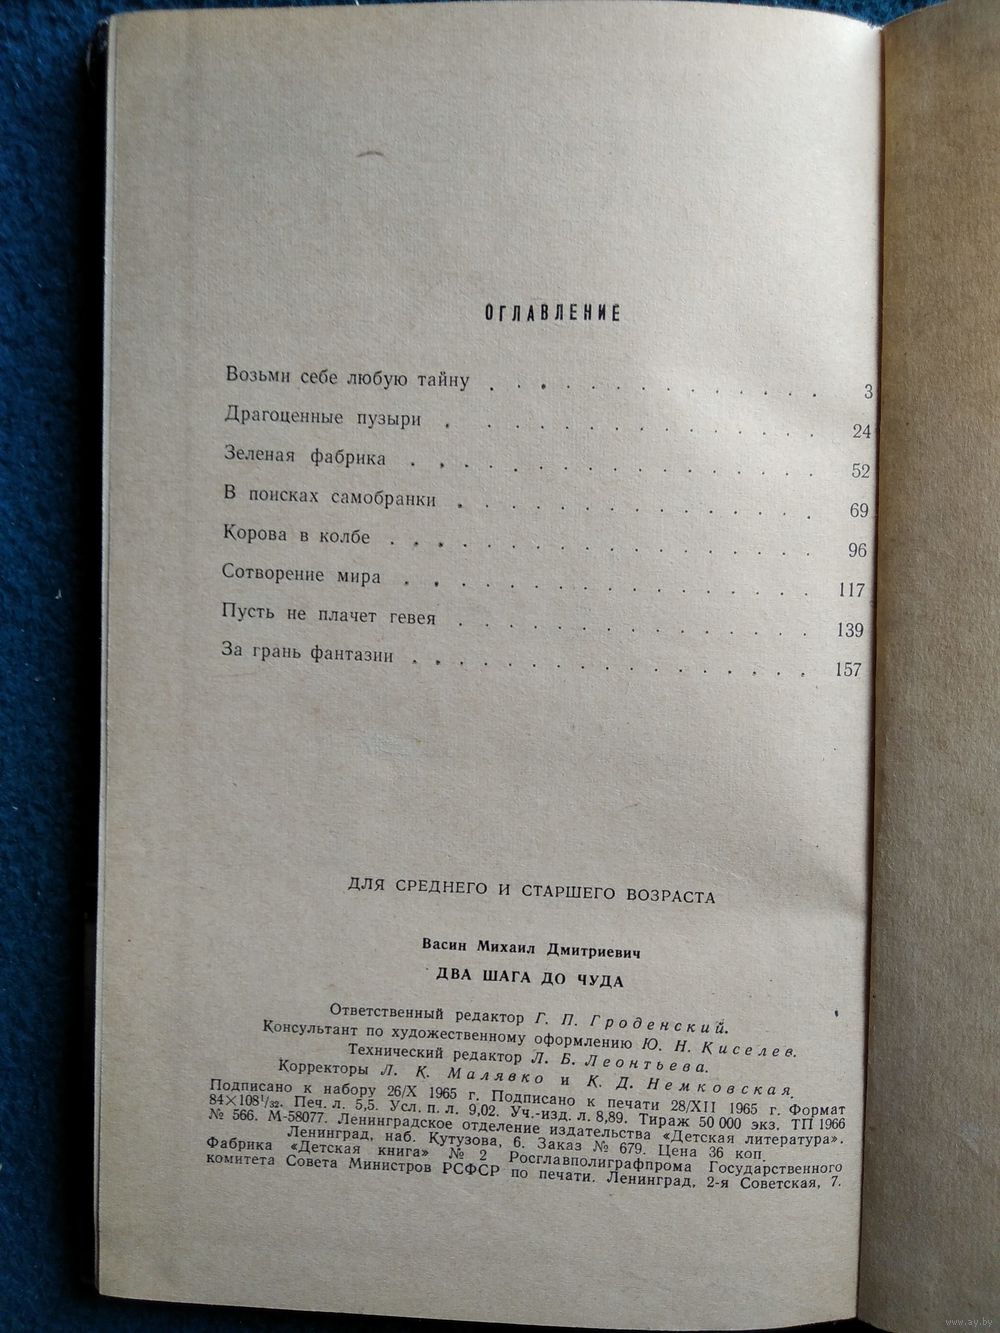 ОГЛАВЛЕНИЕ
Возьми себе любую тайну . . . . . . . . . . . . . 3
Драгоценные пузыри . . . . . . . . . . . . . . . 24
Зеленая фабрика . . . . . . . . . . . . . . . . 52
В поисках самобранки . . . . . . . . . . . . . . 69
Корова в колбе . . . . . . . . . . . . . . . . . 96
Сотворение мира . . . . . . . . . . . . . . . . 117
Пусть не плачет гевея . . . . . . . . . . . . . . 139
За грань фантазии . . . . . . . . . . . . . . . . 157
ДЛЯ СРЕДНЕГО И СТАРШЕГО ВОЗРАСТА
Васин Михаил Дмитриевич
ДВА ШАГА ДО ЧУДА
Ответственный редактор Г. П. Гроденский.
Консультант по художественному оформлению Ю. Н. Киселев.
Технический редактор Л. Б. Леонтьева.
Корректоры Л. К. Малявко и К. Д. Немковская.
Подписано к набору 26/X 1965 г. Подписано к печати 28/XII 1965 г. Формат
84×108¹/₃₂. Печ. л. 5,5. Усл. п. л. 9,02. Уч.-изд. л. 8,89. Тираж 50 000 экз. ТП 1966
№ 566. М-58077. Ленинградское отделение издательства «Детская литература».
Ленинград, наб. Кутузова, 6. Заказ № 679. Цена 36 коп.
Фабрика «Детская книга» № 2 Росглавполиграфпрома Государственного
комитета Совета Министров РСФСР по печати. Ленинград, 2-я Советская, 7.
www.ay.by